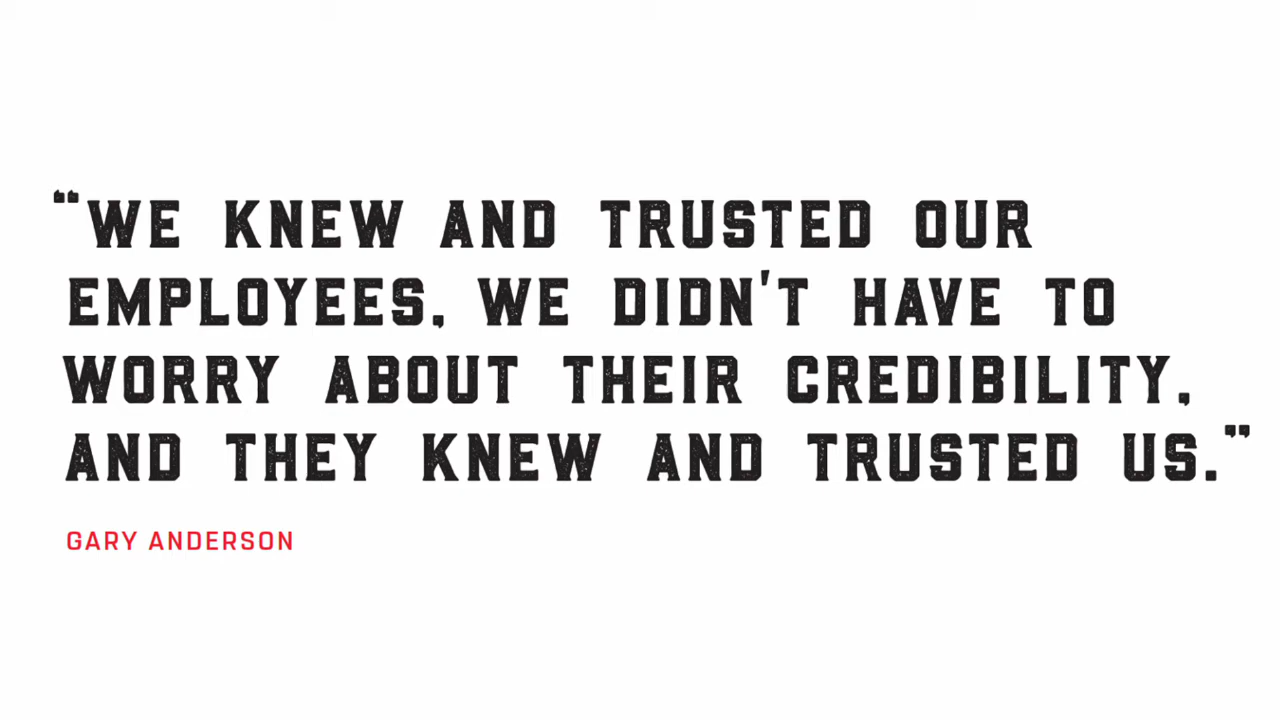 “WE KNEW AND TRUSTED OUR
EMPLOYEES, WE DIDN'T HAVE TO
WORRY ABOUT THEIR CREDIBILITY,
AND THEY KNEW AND TRUSTED US.”
GARY ANDERSON